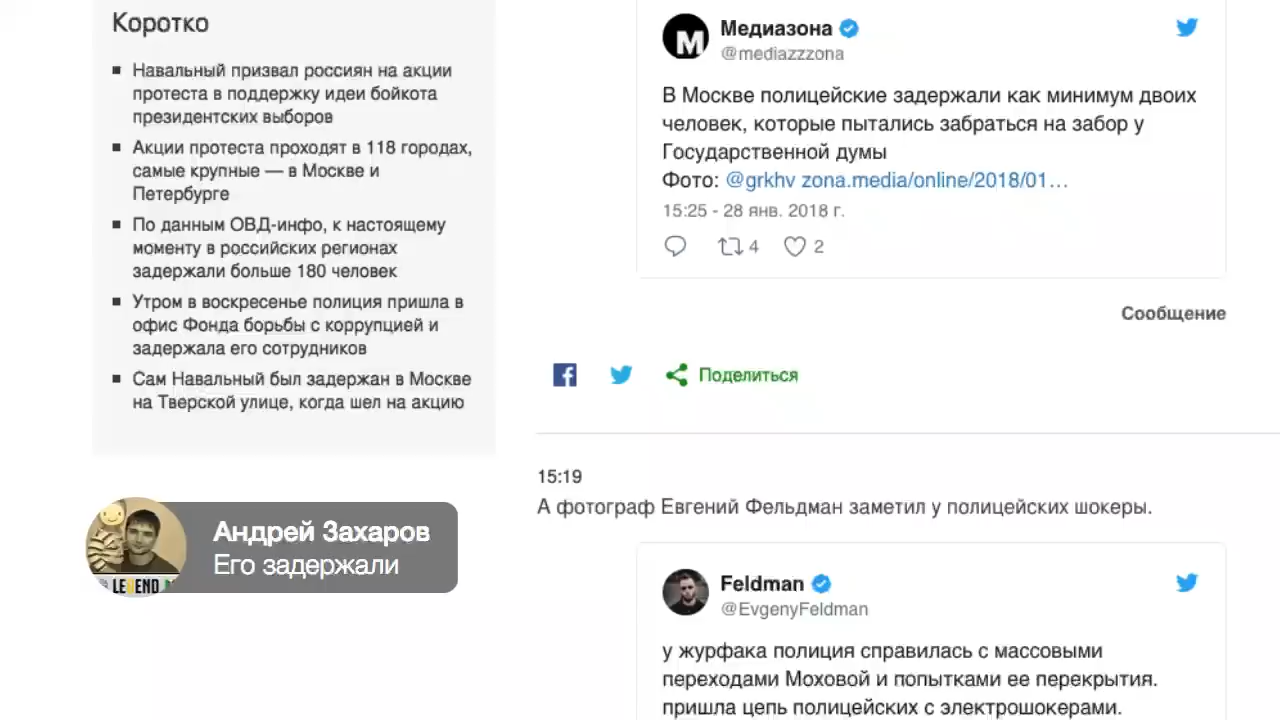 Коротко
Навальный призвал россиян на акции
протеста в поддержку идеи бойкота
президентских выборов
Акции протеста проходят в 118 городах,
самые крупные — в Москве и
Петербурге
По данным ОВД-инфо, к настоящему
моменту в российских регионах
задержали больше 180 человек
Утром в воскресенье полиция пришла в
офис Фонда борьбы с коррупцией и
задержала его сотрудников
Сам Навальный был задержан в Москве
на Тверской улице, когда шел на акцию
Андрей Захаров
Его задержали
LEGEND
М
Медиазона
@mediazzzona
В Москве полицейские задержали как минимум двоих
человек, которые пытались забраться на забор у
Государственной думы
Фото: @grkhv zona.media/online/2018/01…
15:25 - 28 янв. 2018 г.
4 2
Сообщение
Поделиться
15:19
А фотограф Евгений Фельдман заметил у полицейских шокеры.
Feldman
@EvgenyFeldman
у журфака полиция справилась с массовыми
переходами Моховой и попытками ее перекрытия.
пришла цепь полицейских с электрошокерами.